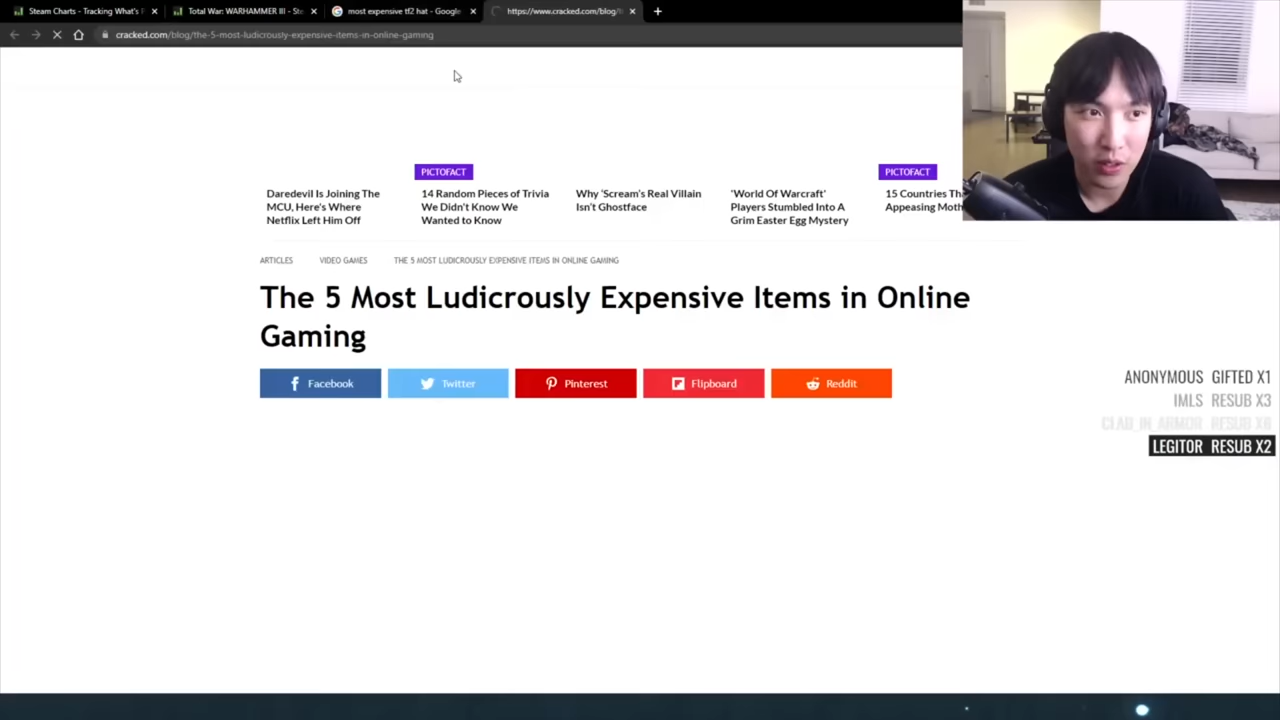 Steam Charts - Tracking What's P
Total War: WARHAMMER III - Ste
most expensive tf2 hat - Google
https://www.cracked.com/blog/t
cracked.com/blog/the-5-most-ludicrously-expensive-items-in-online-gaming
PICTOFACT
PICTOFACT
Daredevil Is Joining The
MCU, Here's Where
Netflix Left Him Off
14 Random Pieces of Trivia
We Didn't Know We
Wanted to Know
Why 'Scream's Real Villain
Isn't Ghostface
'World Of Warcraft'
Players Stumbled Into A
Grim Easter Egg Mystery
15 Countries Th
Appeasing Moth
ARTICLES
VIDEO GAMES
THE 5 MOST LUDICROUSLY EXPENSIVE ITEMS IN ONLINE GAMING
The 5 Most Ludicrously Expensive Items in Online
Gaming
Facebook
Twitter
Pinterest
Flipboard
Reddit
ANONYMOUS GIFTED X1
IMLS RESUB X3
RESUB
LEGITOR RESUB X2